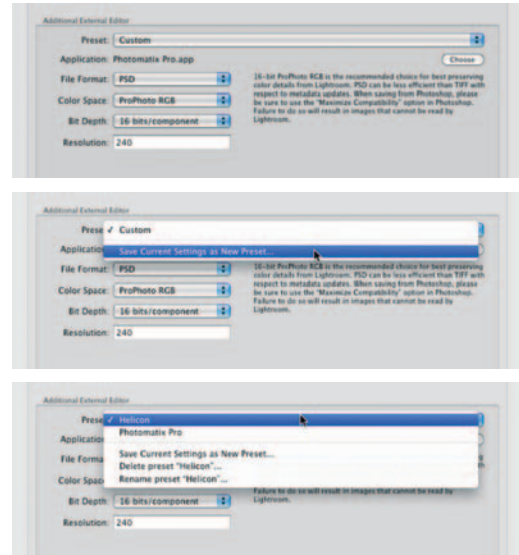 Additional External Editor
Preset: Custom
Application: Photomatix Pro.app
Choose
File Format: PSD
Color Space: ProPhoto RGB
Bit Depth: 16 bits/component
Resolution: 240
16-bit ProPhoto RGB is the recommended choice for best preserving
color details from Lightroom. PSD can be less efficient than TIFF with
respect to metadata updates. When saving from Photoshop, please
be sure to use the "Maximize Compatibility" option in Photoshop.
Failure to do so will result in images that cannot be read by
Lightroom.
Additional External Editor
Prese ✓ Custom
Application
Save Current Settings as New Preset...
File Format: PSD
Color Space: ProPhoto RGB
Bit Depth: 16 bits/component
Resolution: 240
16-bit ProPhoto RGB is the recommended choice for best preserving
color details from Lightroom. PSD can be less efficient than TIFF with
respect to metadata updates. When saving from Photoshop, please
be sure to use the "Maximize Compatibility" option in Photoshop.
Failure to do so will result in images that cannot be read by
Lightroom.
Additional External Editor
Prese ✓ Helicon
Photomatix Pro
Application
Save Current Settings as New Preset...
File Forma
Delete preset "Helicon"...
Color Spac
Rename preset "Helicon"...
Bit Depth: 16 bits/component
Failure to do so will result in images that cannot be read by
Lightroom.
Resolution: 240